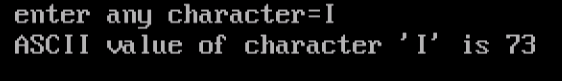 enter any character=I
ASCII value of character 'I' is 73